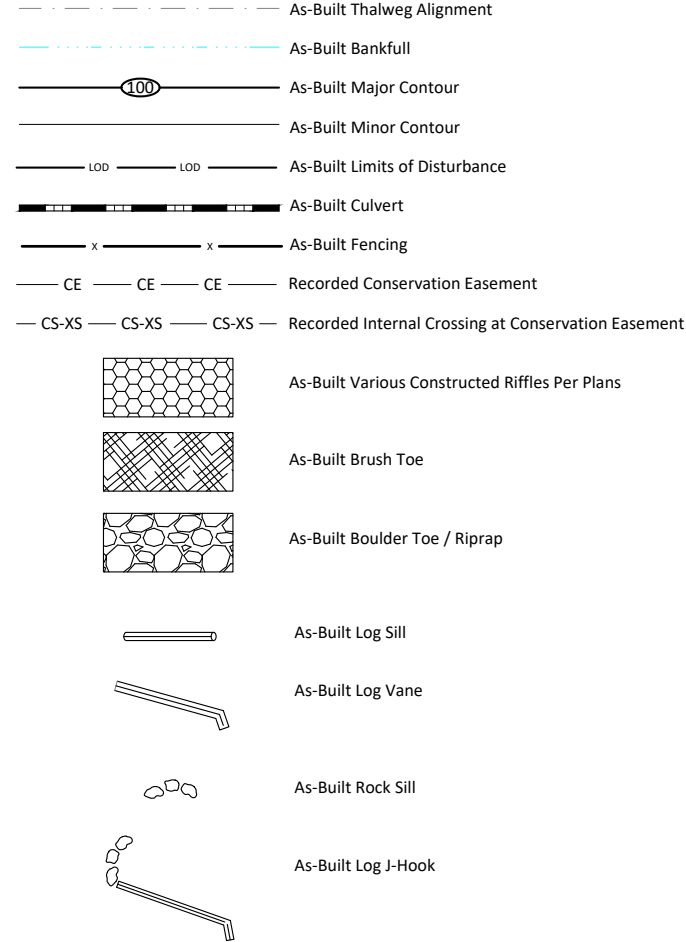 As-Built Thalweg Alignment
As-Built Bankfull
100 As-Built Major Contour
As-Built Minor Contour
LOD LOD As-Built Limits of Disturbance
As-Built Culvert
x x As-Built Fencing
CE CE CE Recorded Conservation Easement
CS-XS CS-XS CS-XS Recorded Internal Crossing at Conservation Easement
As-Built Various Constructed Riffles Per Plans
As-Built Brush Toe
As-Built Boulder Toe / Riprap
As-Built Log Sill
As-Built Log Vane
As-Built Rock Sill
As-Built Log J-Hook